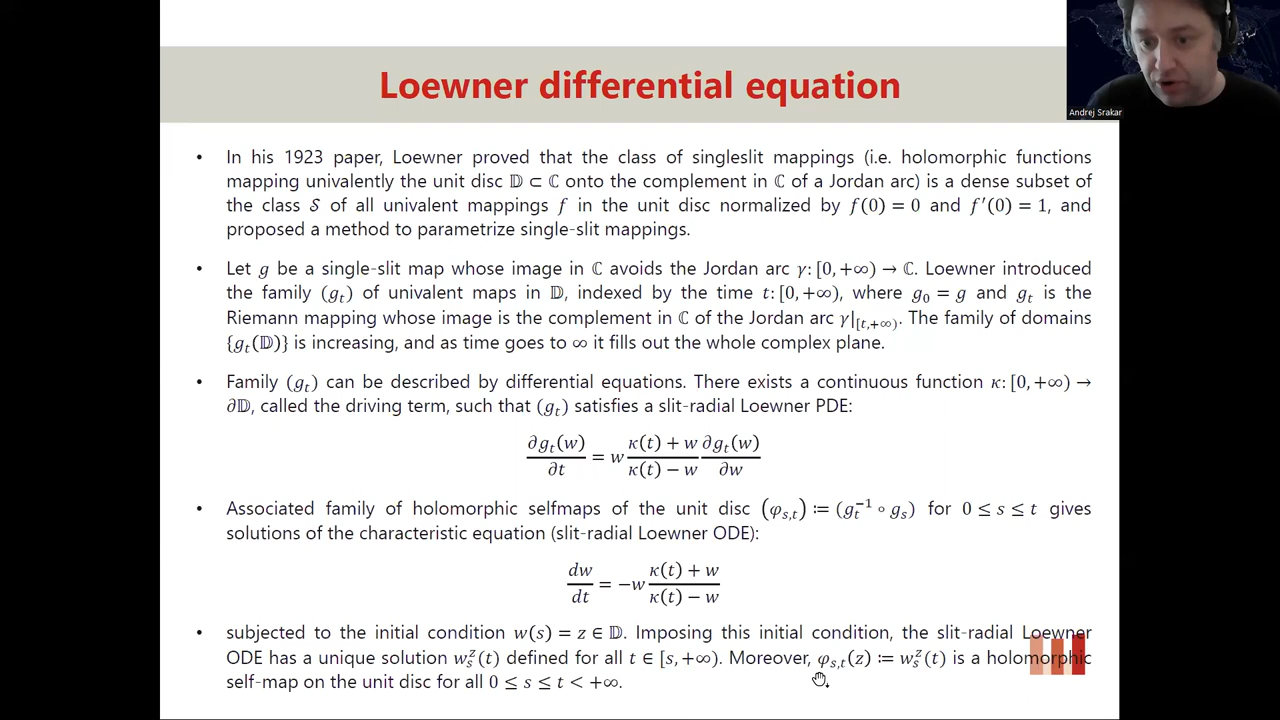 Loewner differential equation
Andrej Srakar
• In his 1923 paper, Loewner proved that the class of singleslit mappings (i.e. holomorphic functions
mapping univalently the unit disc 𝔻 ⊂ ℂ onto the complement in ℂ of a Jordan arc) is a dense subset of
the class 𝒮 of all univalent mappings f in the unit disc normalized by f(0) = 0 and f′(0) = 1, and
proposed a method to parametrize single-slit mappings.
• Let g be a single-slit map whose image in ℂ avoids the Jordan arc γ: [0, +∞) → ℂ. Loewner introduced
the family (g_t) of univalent maps in 𝔻, indexed by the time t: [0, +∞), where g_0 = g and g_t is the
Riemann mapping whose image is the complement in ℂ of the Jordan arc γ|_[t,+∞). The family of domains
{g_t(𝔻)} is increasing, and as time goes to ∞ it fills out the whole complex plane.
• Family (g_t) can be described by differential equations. There exists a continuous function κ: [0, +∞) →
∂𝔻, called the driving term, such that (g_t) satisfies a slit-radial Loewner PDE:
∂g_t(w)/∂t = w (κ(t) + w)/(κ(t) − w) ∂g_t(w)/∂w
• Associated family of holomorphic selfmaps of the unit disc (φ_s,t) ≔ (g_t^−1 ∘ g_s) for 0 ≤ s ≤ t gives
solutions of the characteristic equation (slit-radial Loewner ODE):
dw/dt = −w (κ(t) + w)/(κ(t) − w)
• subjected to the initial condition w(s) = z ∈ 𝔻. Imposing this initial condition, the slit-radial Loewner
ODE has a unique solution w_s^z(t) defined for all t ∈ [s, +∞). Moreover, φ_s,t(z) ≔ w_s^z(t) is a holomorphic
self-map on the unit disc for all 0 ≤ s ≤ t < +∞.